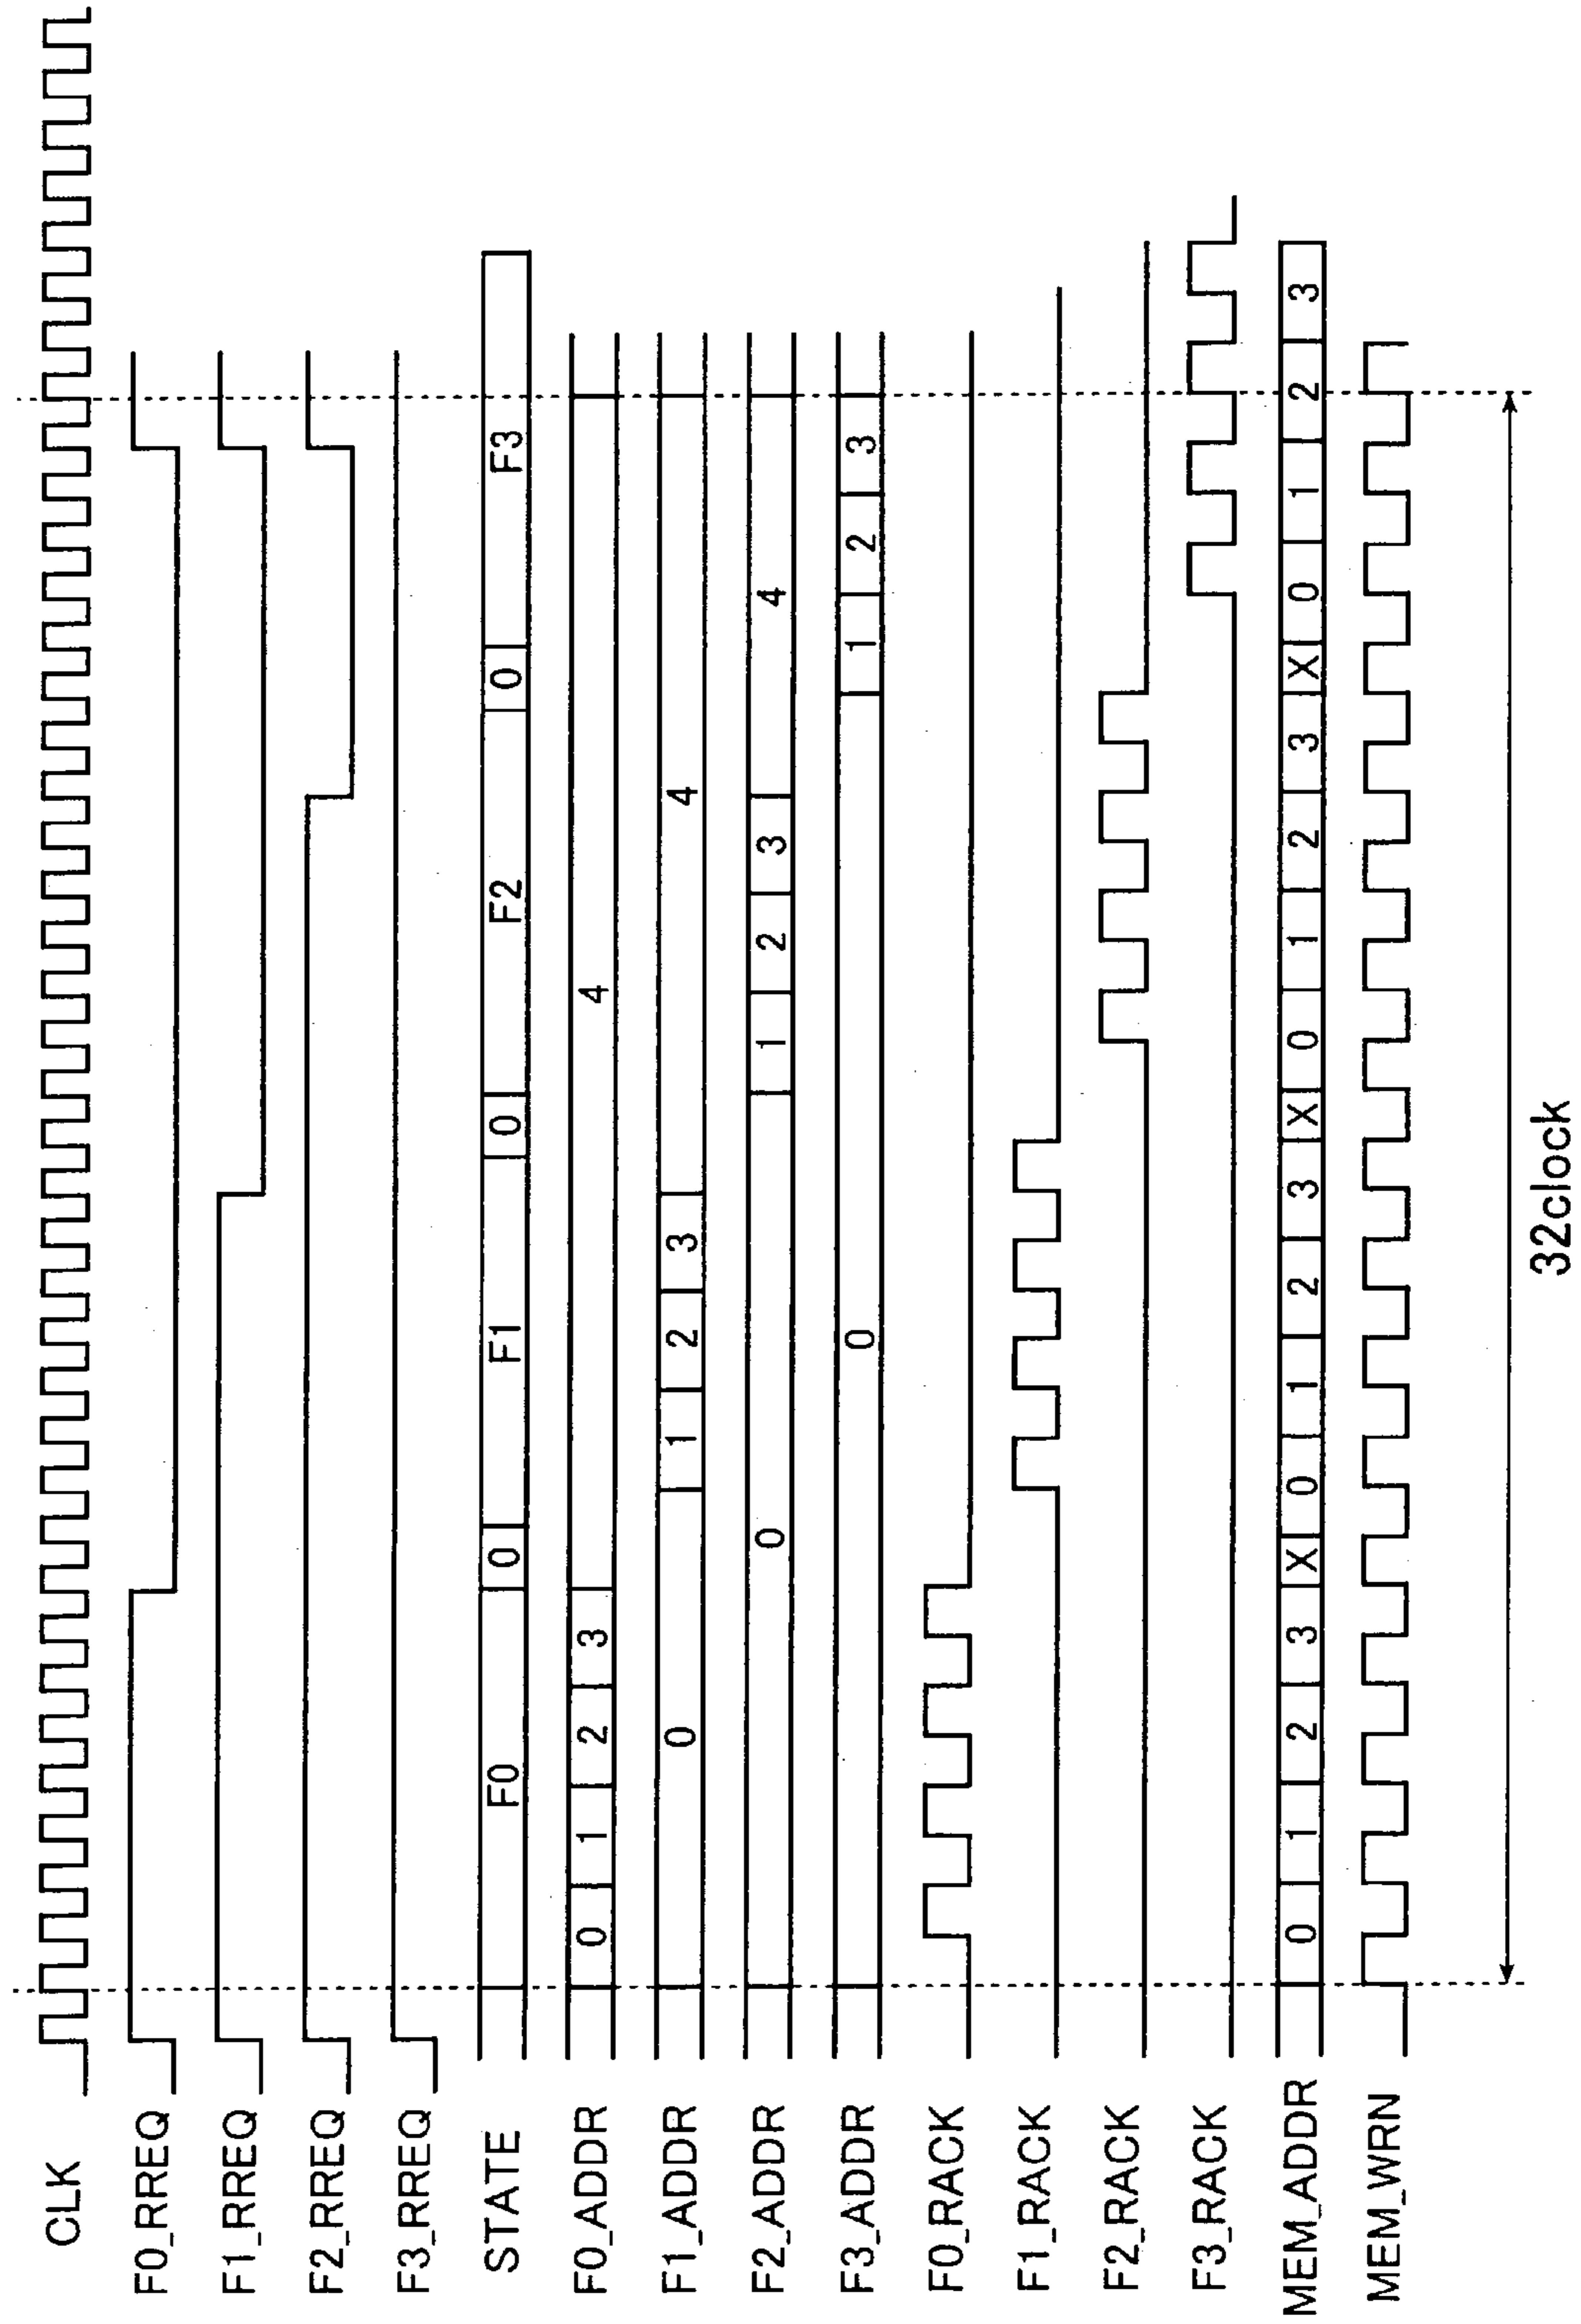 CLK
F0_RREQ
F1_RREQ
F2_RREQ
F3_RREQ
STATE F0 0 F1 0 F2 0 F3
F0_ADDR 0 1 2 3 4
F1_ADDR 0 1 2 3 4
F2_ADDR 0 1 2 3 4
F3_ADDR 0 1 2 3
F0_RACK
F1_RACK
F2_RACK
F3_RACK
MEM_ADDR 0 1 2 3 X 0 1 2 3 X 0 1 2 3 X 0 1 2 3
MEM_WRN
32clock